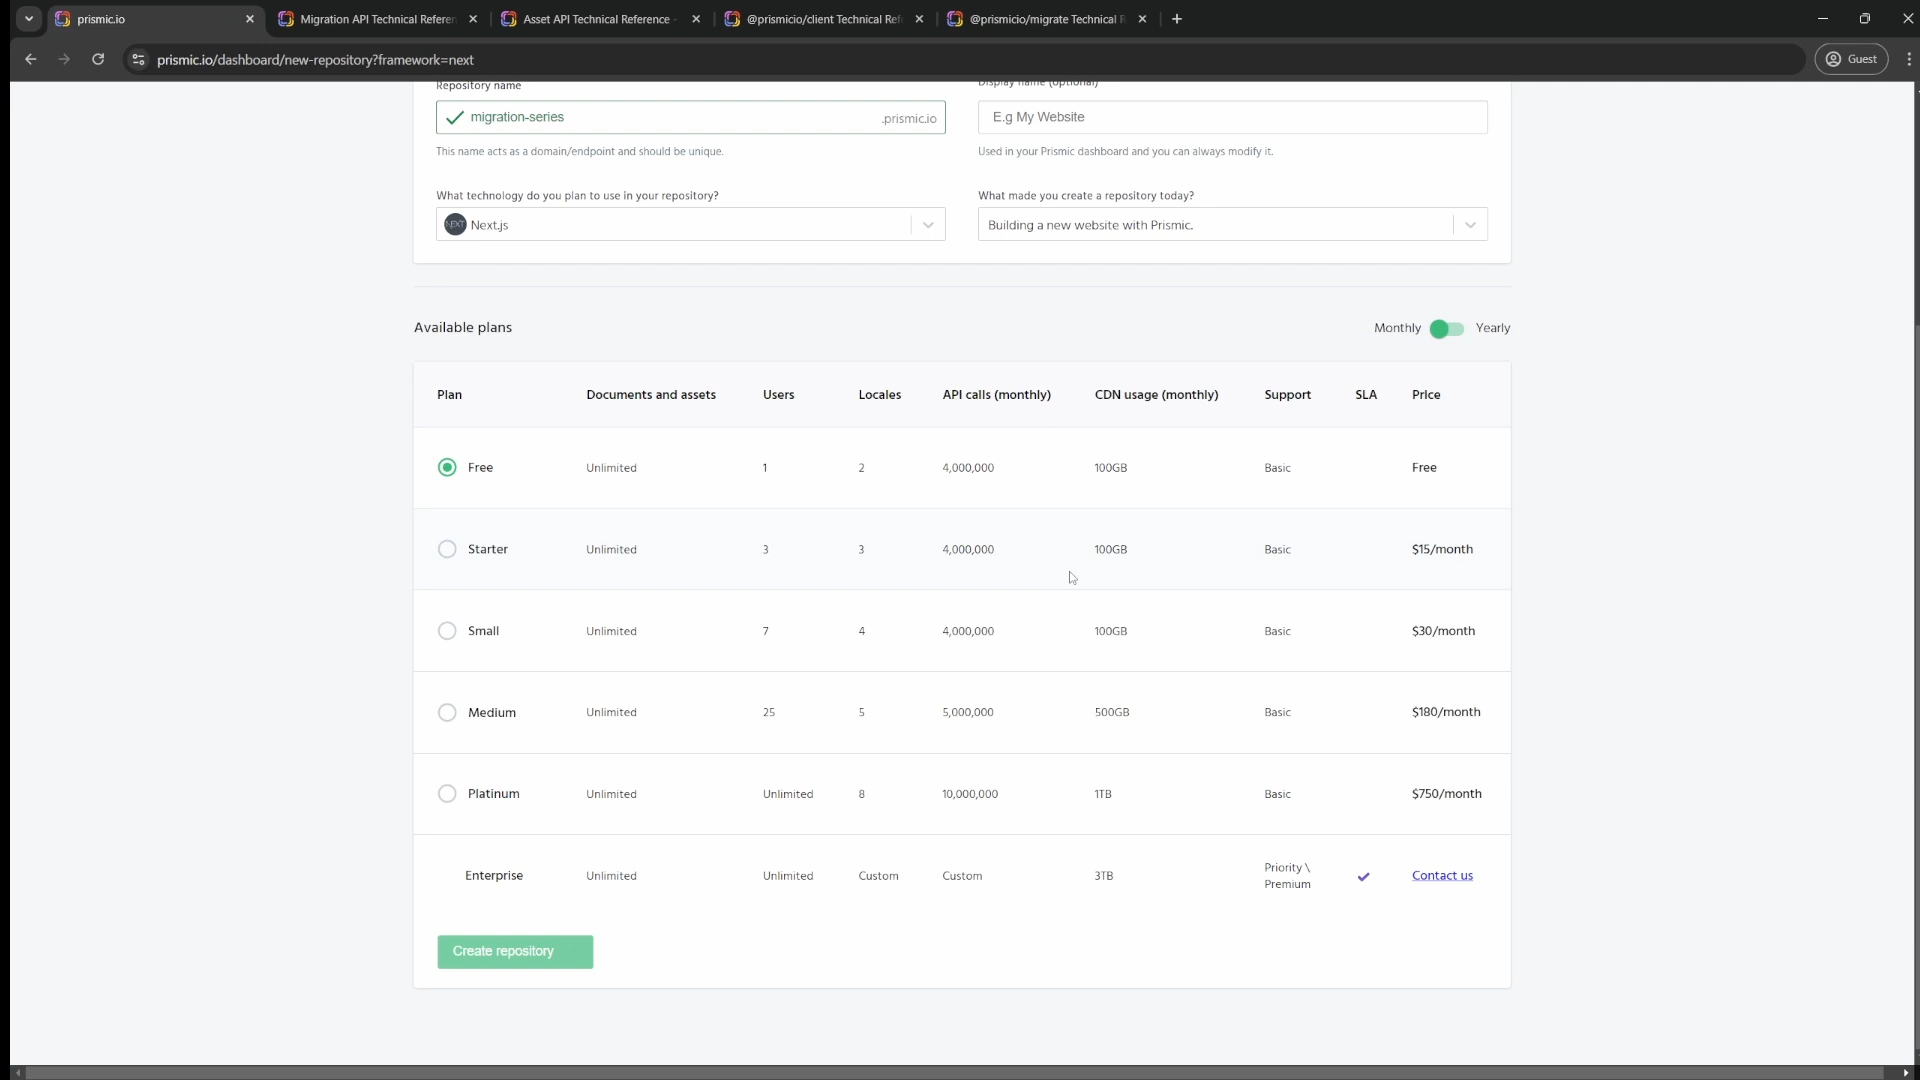 prismic.io
Migration API Technical Referen
Asset API Technical Reference -
@prismicio/client Technical Ref
@prismicio/migrate Technical R
prismic.io/dashboard/new-repository?framework=next
Guest
Repository name
Display name (optional)
migration-series
.prismic.io
E.g My Website
This name acts as a domain/endpoint and should be unique.
Used in your Prismic dashboard and you can always modify it.
What technology do you plan to use in your repository?
What made you create a repository today?
NEXT Next.js
Building a new website with Prismic.
Available plans
Monthly Yearly
Plan Documents and assets Users Locales API calls (monthly) CDN usage (monthly) Support SLA Price
Free Unlimited 1 2 4,000,000 100GB Basic Free
Starter Unlimited 3 3 4,000,000 100GB Basic $15/month
Small Unlimited 7 4 4,000,000 100GB Basic $30/month
Medium Unlimited 25 5 5,000,000 500GB Basic $180/month
Platinum Unlimited Unlimited 8 10,000,000 1TB Basic $750/month
Enterprise Unlimited Unlimited Custom Custom 3TB Priority \ Contact us
Premium
Create repository